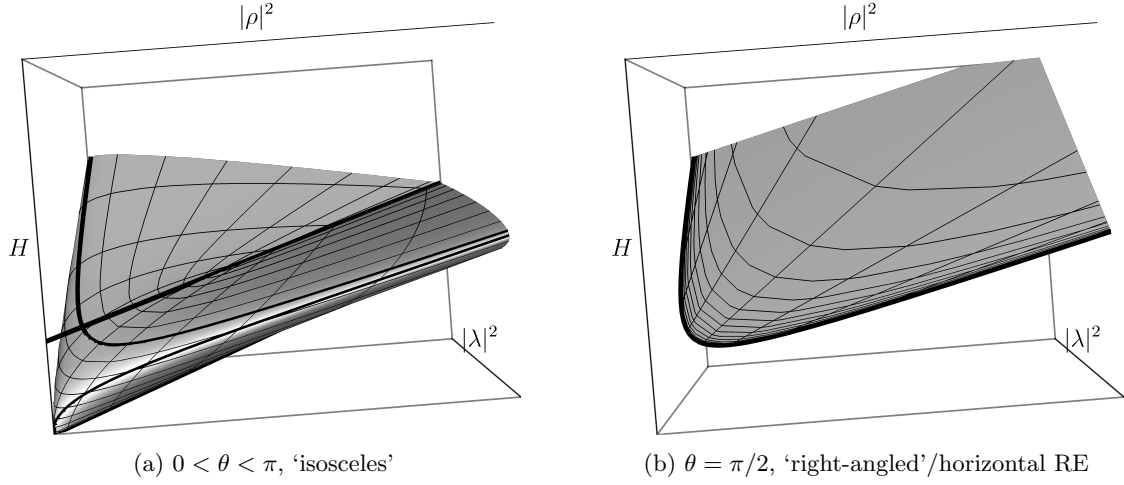 |ρ|²
|ρ|²
H
H
|λ|²
|λ|²
(a) 0 < θ < π, ‘isosceles’
(b) θ = π/2, ‘right-angled’/horizontal RE